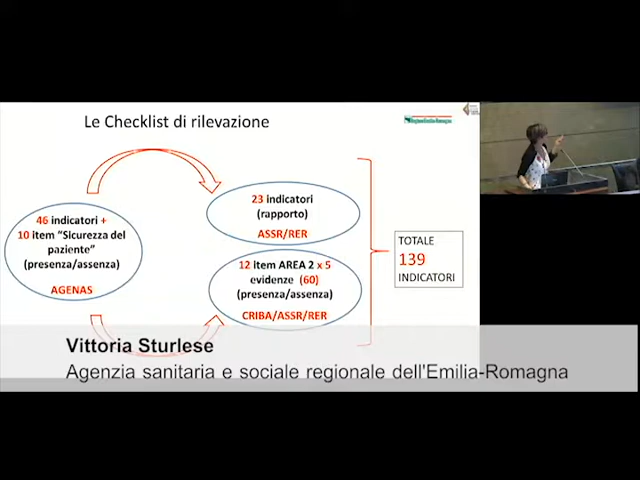 Le Checklist di rilevazione
RegioneEmilia-Romagna
46 indicatori +
10 item "Sicurezza del
paziente"
(presenza/assenza)
AGENAS
23 indicatori
(rapporto)
ASSR/RER
12 item AREA 2 x 5
evidenze (60)
(presenza/assenza)
CRIBA/ASSR/RER
TOTALE
139
INDICATORI
Vittoria Sturlese
Agenzia sanitaria e sociale regionale dell'Emilia-Romagna